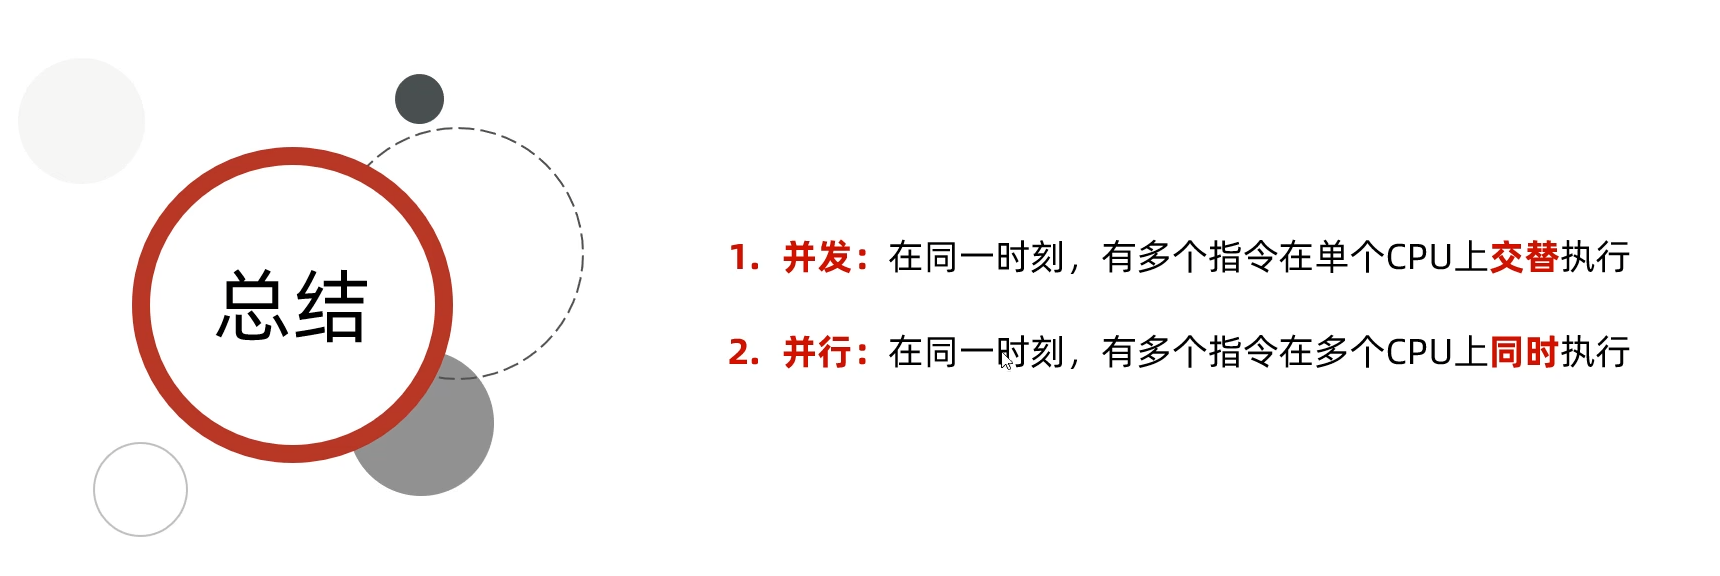 总结
1. 并发：在同一时刻，有多个指令在单个CPU上交替执行
2. 并行：在同一时刻，有多个指令在多个CPU上同时执行